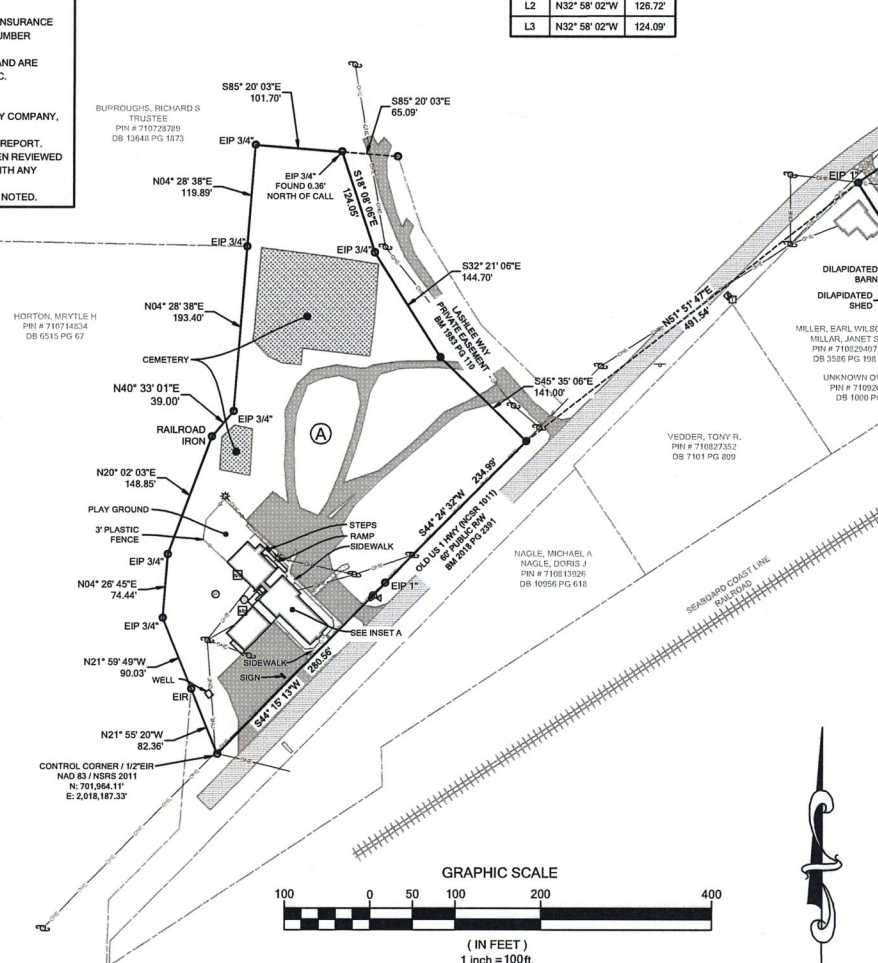 NSURANCE
UMBER
AND ARE
C.
Y COMPANY,
REPORT.
EN REVIEWED
ITH ANY
NOTED.
L2 N32° 58' 02"W 126.72'
L3 N32° 58' 02"W 124.09'
BURROUGHS, RICHARD S
TRUSTEE
PIN # 710728789
DB 13648 PG 1873
S85° 20' 03"E
101.70'
S85° 20' 03"E
65.09'
EIP 3/4"
EIP 3/4"
FOUND 0.36'
NORTH OF CALL
S18° 08' 06"E
124.05'
N04° 28' 38"E
119.89'
EIP 3/4"
EIP 3/4"
S32° 21' 06"E
144.70'
LASHLEE WAY
PRIVATE EASEMENT
BM 1983 PG 110
EIP 1"
N51° 51' 47"E
491.54'
DILAPIDATED
BARN
DILAPIDATED
SHED
HORTON, MRYTLE H
PIN # 710714834
DB 6515 PG 67
N04° 28' 38"E
193.40'
CEMETERY
MILLER, EARL WILSO
MILLAR, JANET S
PIN # 710829407
DB 3586 PG 198
UNKNOWN OW
PIN # 710920
DB 1000 PG
N40° 33' 01"E
39.00'
S45° 35' 06"E
141.00'
EIP 3/4"
RAILROAD
IRON
A
VEDDER, TONY R.
PIN # 710827352
DB 7101 PG 809
N20° 02' 03"E
148.85'
S44° 24' 32"W 234.99'
OLD US 1 HWY (NCSR 1011)
60' PUBLIC R/W
BM 2018 PG 2391
PLAY GROUND
3' PLASTIC
FENCE
STEPS
RAMP
SIDEWALK
EIP 3/4"
NAGLE, MICHAEL A
NAGLE, DORIS J
PIN # 710813926
DB 10956 PG 618
SEABOARD COAST LINE
RAILROAD
N04° 26' 45"E
74.44'
EIP 1"
EIP 3/4"
SEE INSET A
N21° 59' 49"W
90.03'
SIDEWALK
WELL
SIGN
S44° 15' 13"W 280.56'
EIR
N21° 55' 20"W
82.36'
CONTROL CORNER / 1/2"EIR
NAD 83 / NSRS 2011
N: 701,964.11'
E: 2,018,187.33'
OHE
GRAPHIC SCALE
100 0 50 100 200 400
( IN FEET )
1 inch = 100ft.